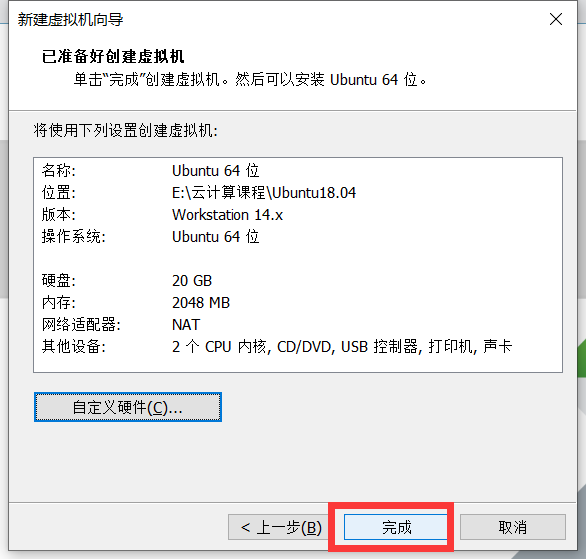 新建虚拟机向导
已准备好创建虚拟机
单击“完成”创建虚拟机。然后可以安装 Ubuntu 64 位。
将使用下列设置创建虚拟机:
名称: Ubuntu 64 位
位置: E:\云计算课程\Ubuntu18.04
版本: Workstation 14.x
操作系统: Ubuntu 64 位
硬盘: 20 GB
内存: 2048 MB
网络适配器: NAT
其他设备: 2 个 CPU 内核, CD/DVD, USB 控制器, 打印机, 声卡
自定义硬件(C)...
< 上一步(B) 完成 取消